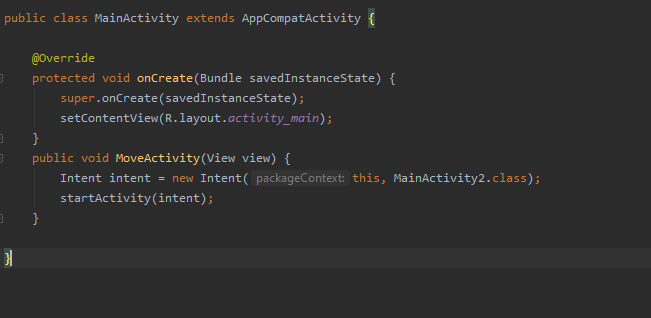 public class MainActivity extends AppCompatActivity {
@Override
protected void onCreate(Bundle savedInstanceState) {
super.onCreate(savedInstanceState);
setContentView(R.layout.activity_main);
}
public void MoveActivity(View view) {
Intent intent = new Intent( packageContext: this, MainActivity2.class);
startActivity(intent);
}
}